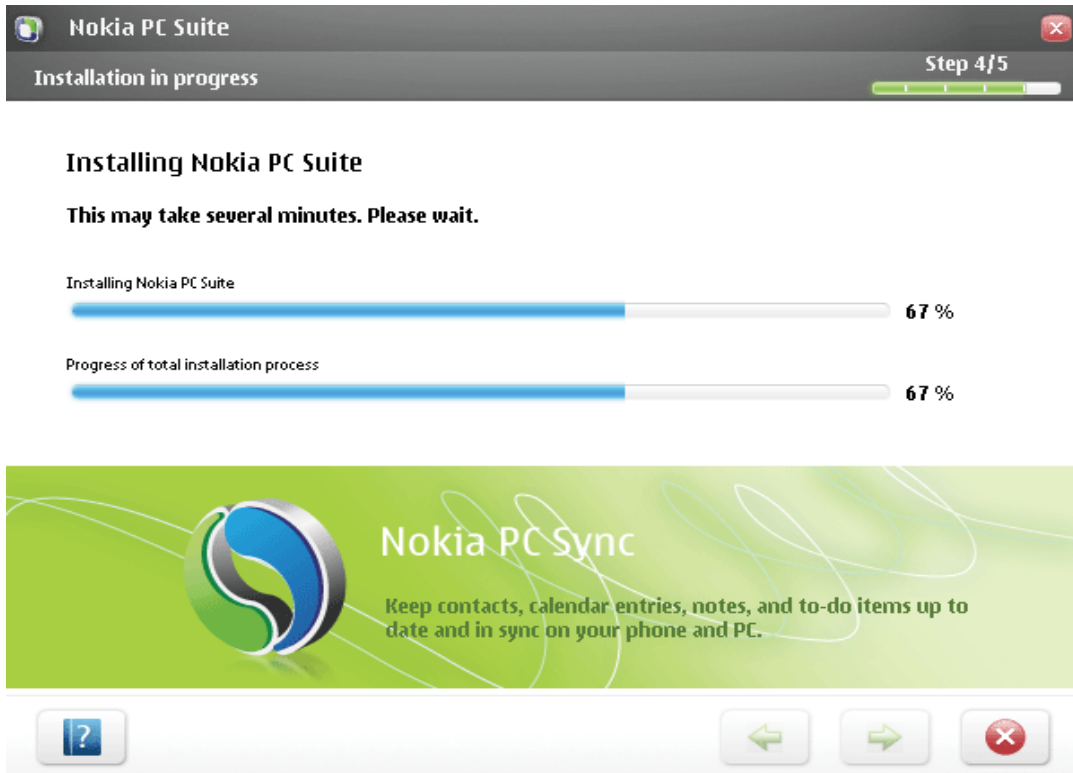 Nokia PC Suite
Installation in progress
Step 4/5
Installing Nokia PC Suite
This may take several minutes. Please wait.
Installing Nokia PC Suite
67 %
Progress of total installation process
67 %
Nokia PC Sync
Keep contacts, calendar entries, notes, and to-do items up to
date and in sync on your phone and PC.
?